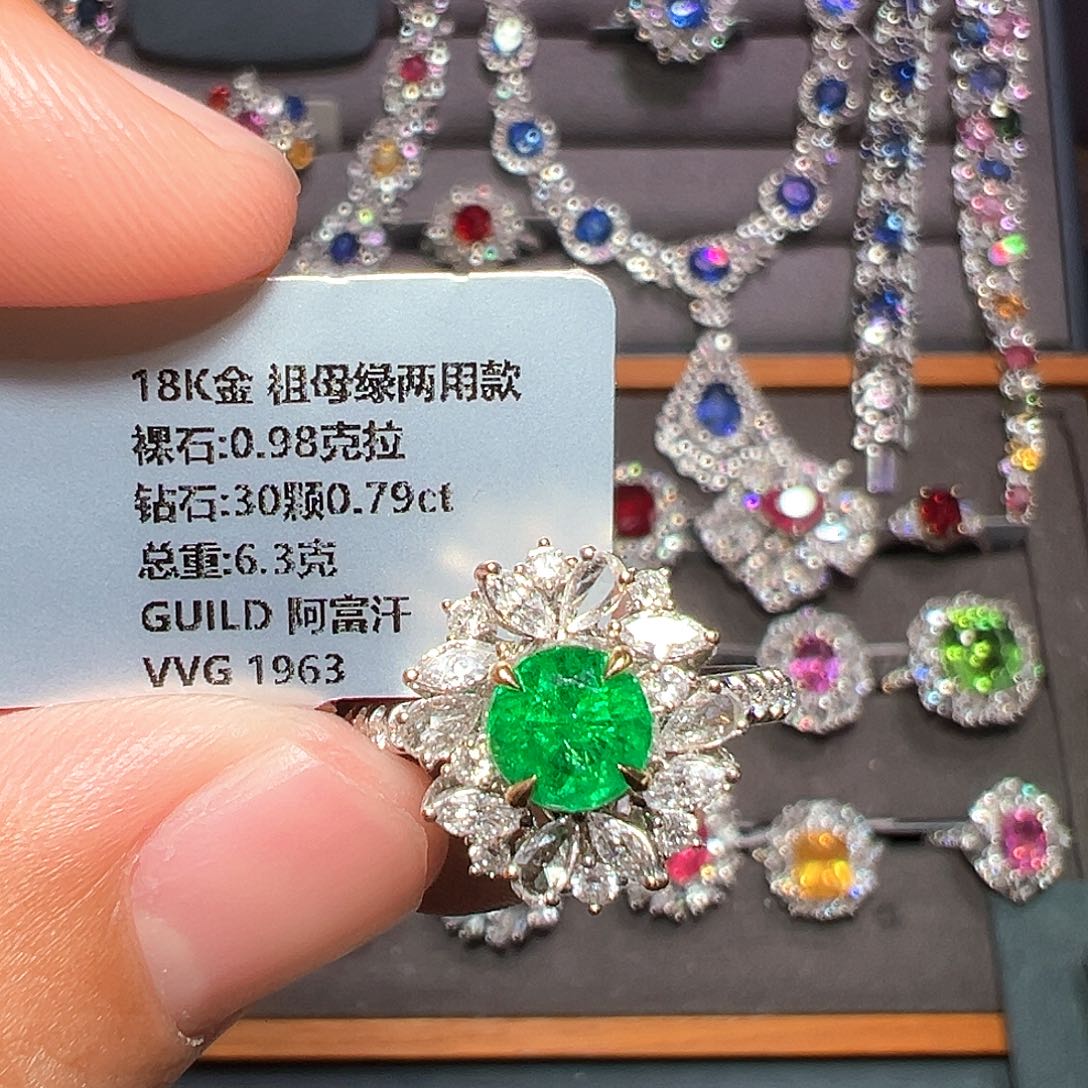 18K金 祖母绿两用款
裸石:0.98克拉
钻石:30颗0.79ct
总重:6.3克
GUILD 阿富汗
VVG 1963